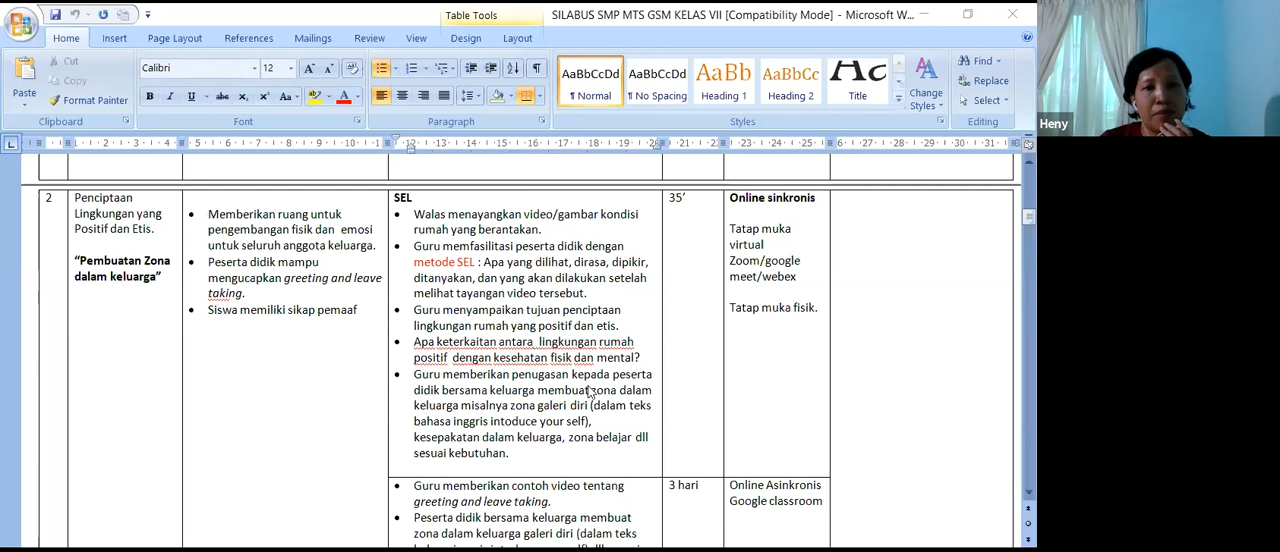 Table Tools
SILABUS SMP MTS GSM KELAS VII [Compatibility Mode] - Microsoft W...
Home Insert Page Layout References Mailings Review View Design Layout
Cut
Copy
Format Painter
Paste
Clipboard
Calibri 12
Font
Paragraph
AaBbCcDd AaBbCcDd AaBb AaBbCc Ac
¶ Normal ¶ No Spacing Heading 1 Heading 2 Title
Change
Styles
Styles
Find
Replace
Select
Editing
Heny
2
Penciptaan
Lingkungan yang
Positif dan Etis.
“Pembuatan Zona
dalam keluarga”
• Memberikan ruang untuk
pengembangan fisik dan emosi
untuk seluruh anggota keluarga.
• Peserta didik mampu
mengucapkan greeting and leave
taking.
• Siswa memiliki sikap pemaaf
SEL
• Walas menayangkan video/gambar kondisi
rumah yang berantakan.
• Guru memfasilitasi peserta didik dengan
metode SEL : Apa yang dilihat, dirasa, dipikir,
ditanyakan, dan yang akan dilakukan setelah
melihat tayangan video tersebut.
• Guru menyampaikan tujuan penciptaan
lingkungan rumah yang positif dan etis.
• Apa keterkaitan antara lingkungan rumah
positif dengan kesehatan fisik dan mental?
• Guru memberikan penugasan kepada peserta
didik bersama keluarga membuat zona dalam
keluarga misalnya zona galeri diri (dalam teks
bahasa inggris intoduce your self),
kesepakatan dalam keluarga, zona belajar dll
sesuai kebutuhan.
35’
Online sinkronis
Tatap muka
virtual
Zoom/google
meet/webex
Tatap muka fisik.
• Guru memberikan contoh video tentang
greeting and leave taking.
• Peserta didik bersama keluarga membuat
zona dalam keluarga galeri diri (dalam teks
3 hari
Online Asinkronis
Google classroom